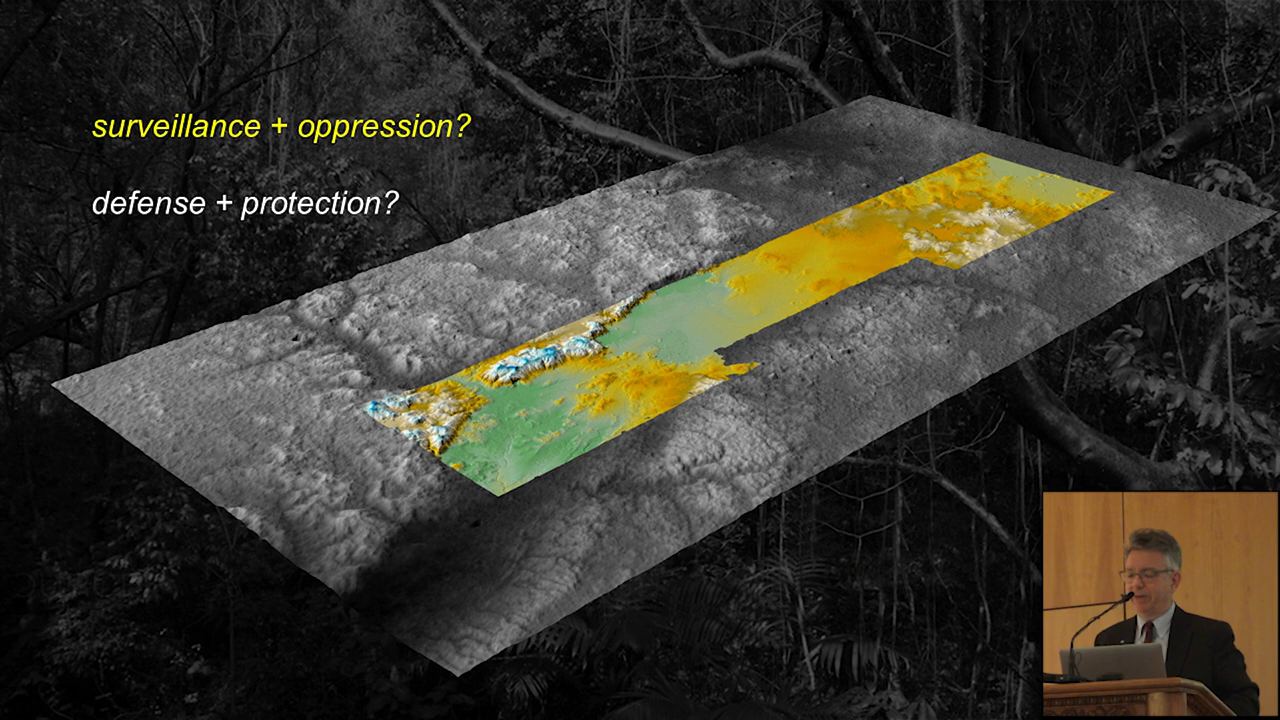 surveillance + oppression?
defense + protection?